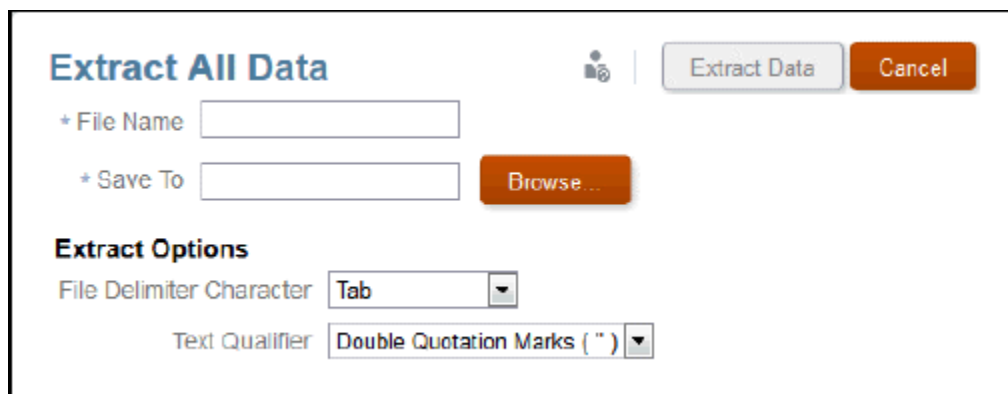 Extract All Data
Extract Data
Cancel
* File Name
* Save To
Browse...
Extract Options
File Delimiter Character
Tab
Text Qualifier
Double Quotation Marks ( " )